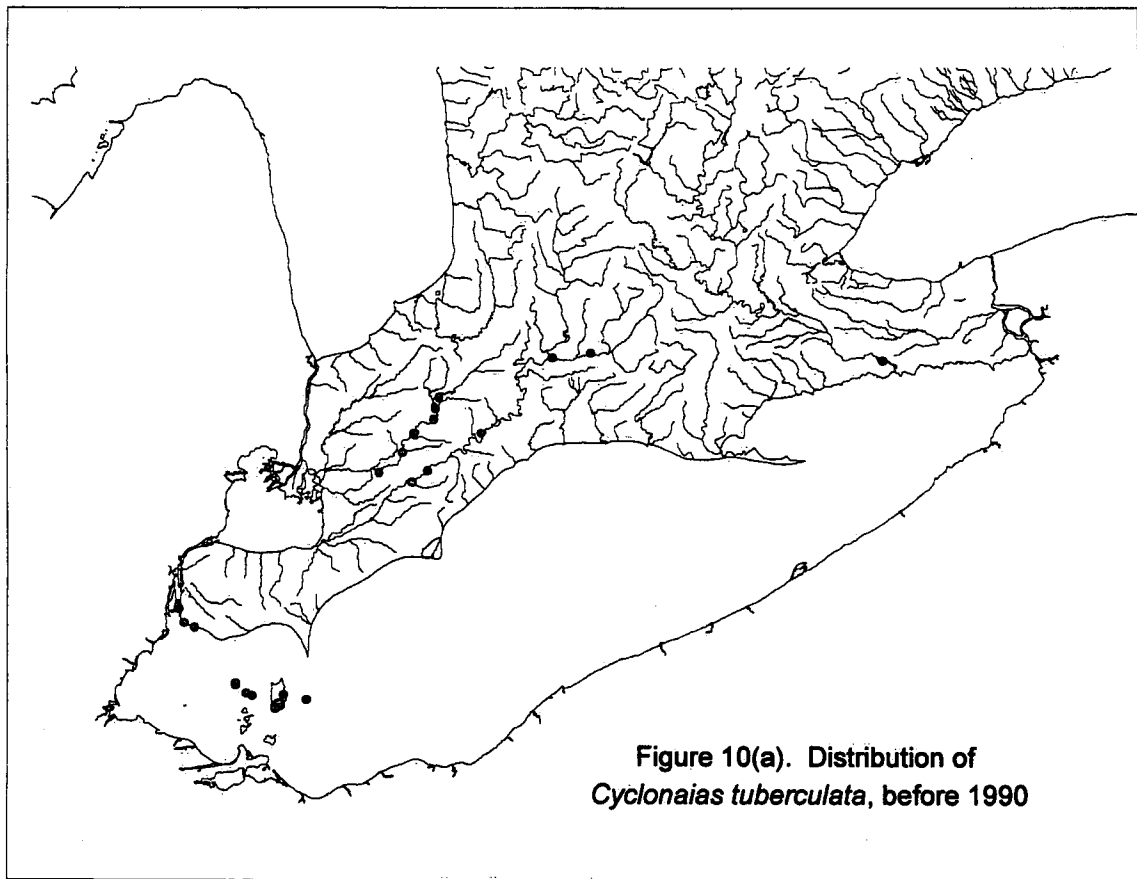 Figure 10(a). Distribution of
Cyclonaias tuberculata, before 1990